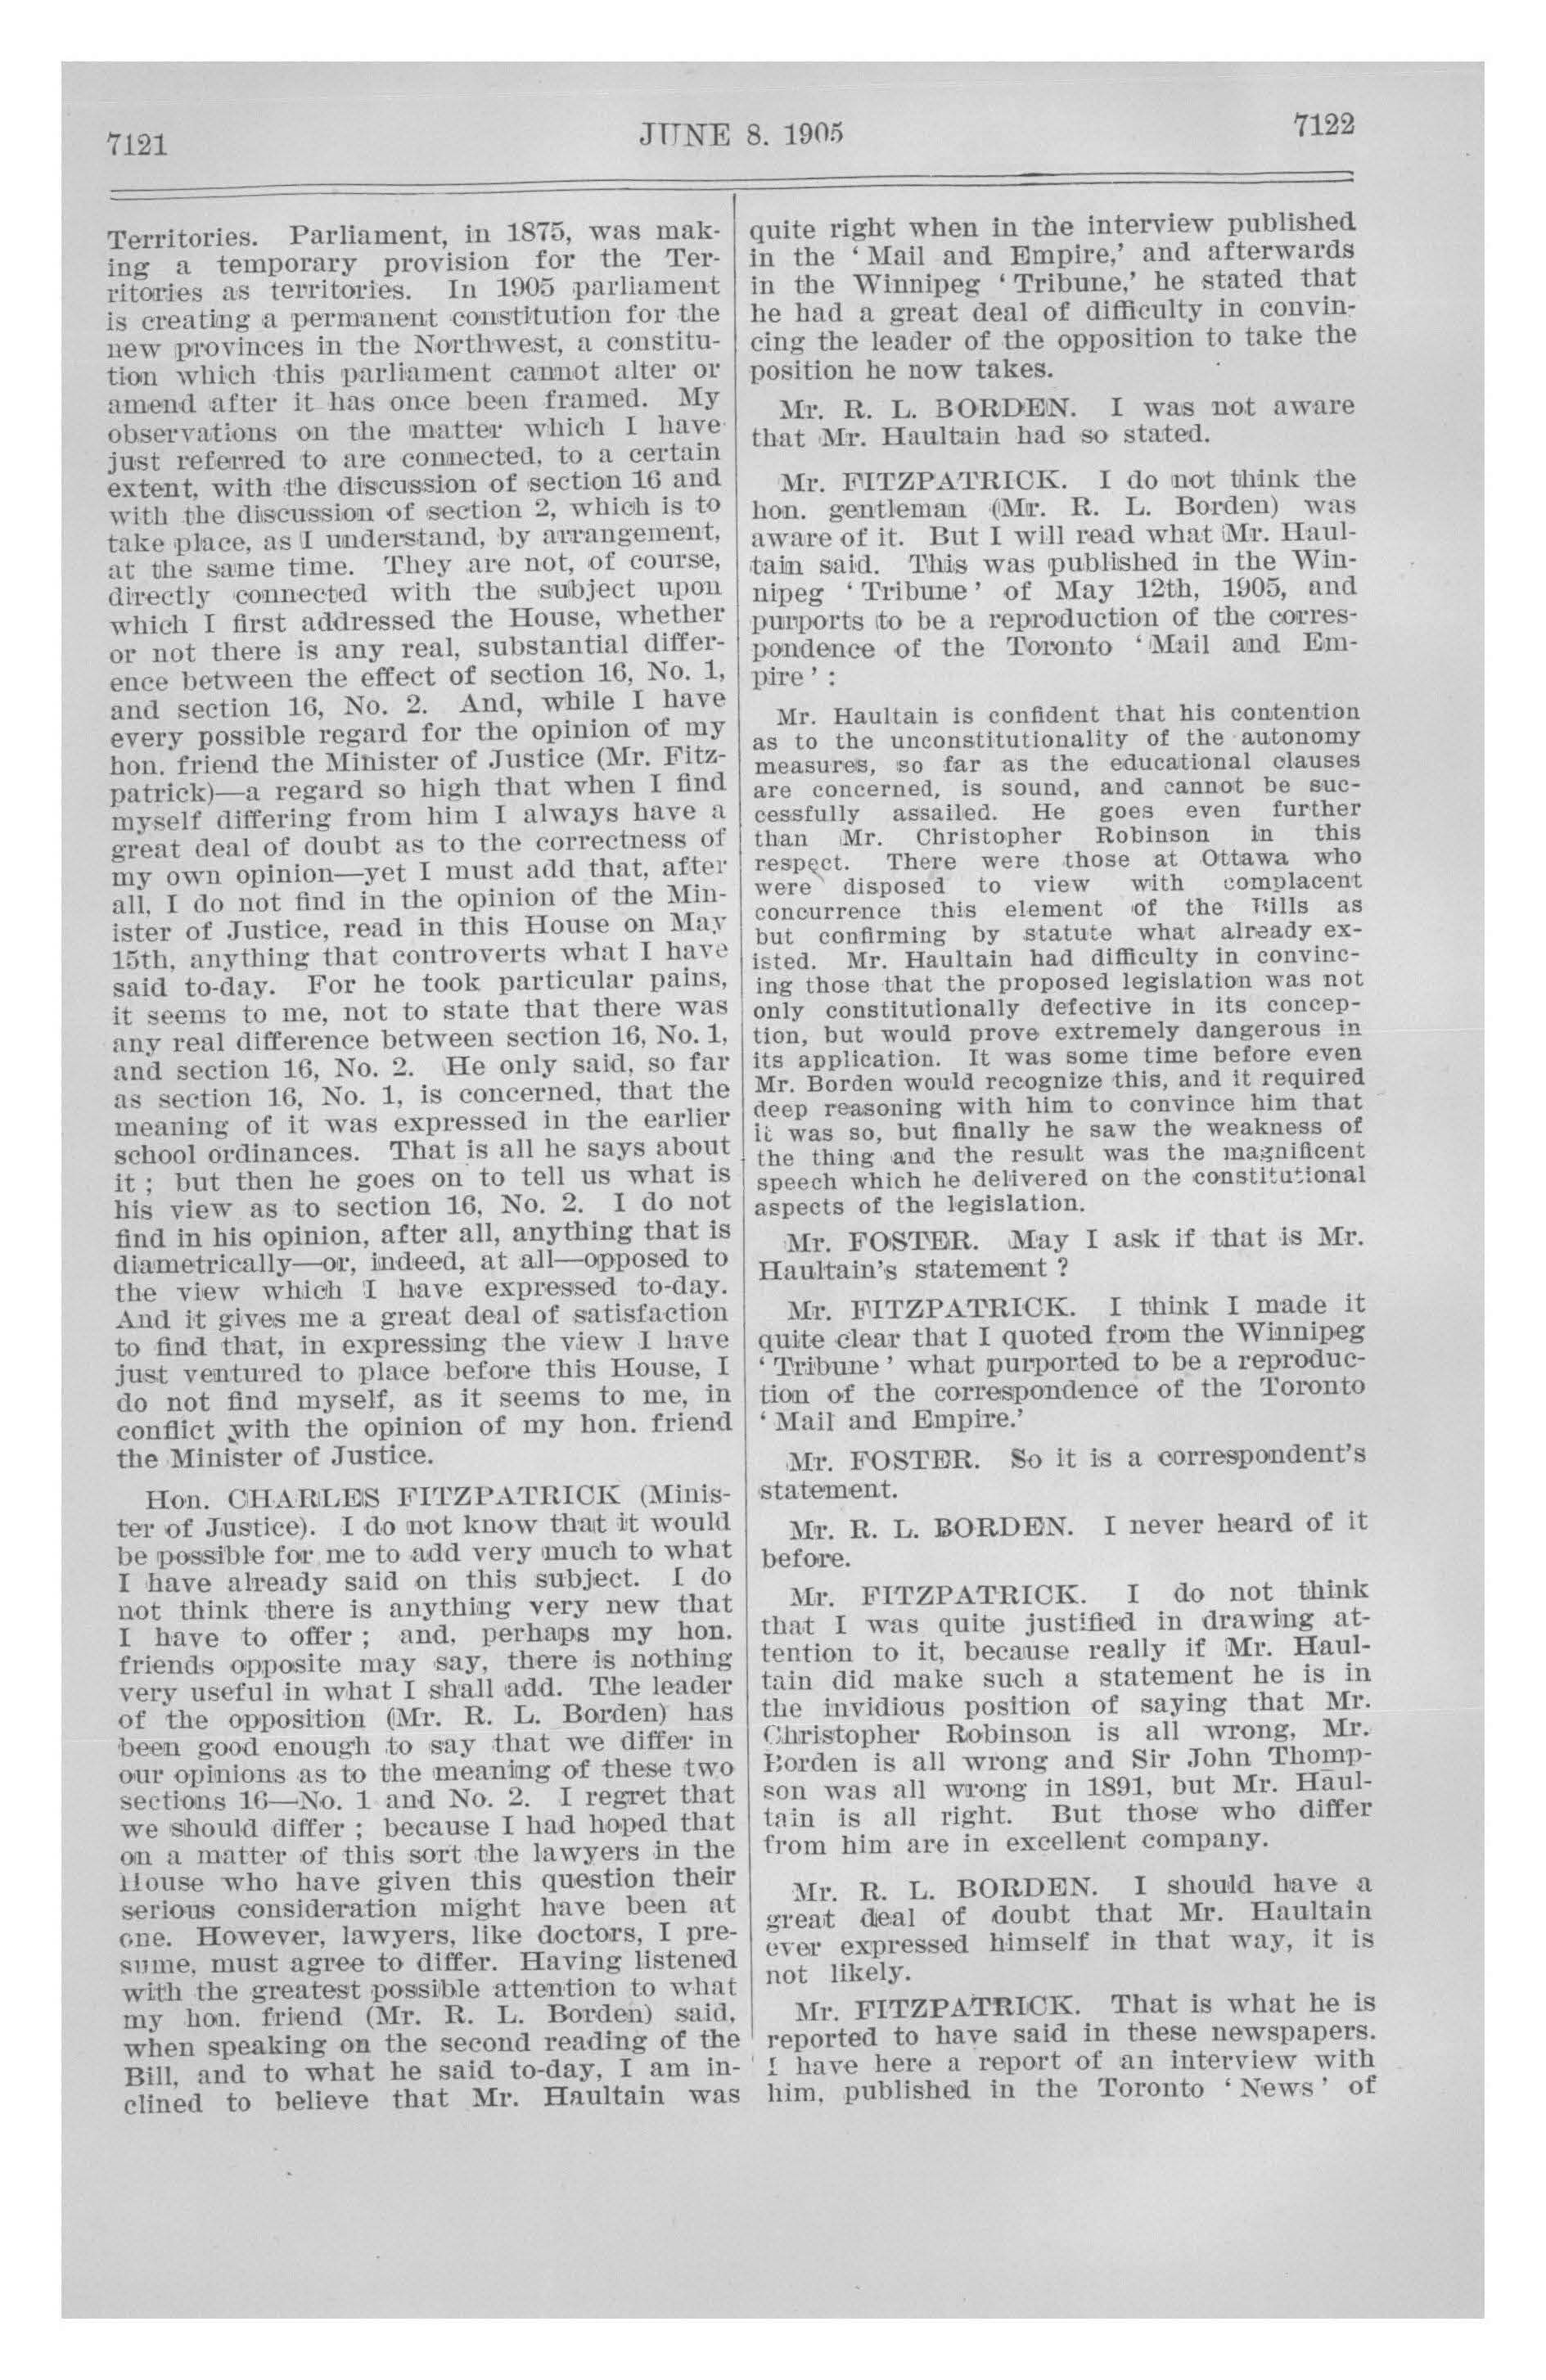 7121
JUNE 8. 1905
7122
Territories. Parliament, in 1875, was mak-
ing a temporary provision for the Ter-
ritories as territories. In 1905 parliament
is creating a permanent constitution for the
new provinces in the Northwest, a constitu-
tion which this parliament cannot alter or
amend after it has once been framed. My
observations on the matter which I have
just referred to are connected, to a certain
extent, with the discussion of section 16 and
with the discussion of section 2, which is to
take place, as I understand, by arrangement,
at the same time. They are not, of course,
directly connected with the subject upon
which I first addressed the House, whether
or not there is any real, substantial differ-
ence between the effect of section 16, No. 1,
and section 16, No. 2. And, while I have
every possible regard for the opinion of my
hon. friend the Minister of Justice (Mr. Fitz-
patrick)—a regard so high that when I find
myself differing from him I always have a
great deal of doubt as to the correctness of
my own opinion—yet I must add that, after
all, I do not find in the opinion of the Min-
ister of Justice, read in this House on May
15th, anything that controverts what I have
said to-day. For he took particular pains,
it seems to me, not to state that there was
any real difference between section 16, No. 1,
and section 16, No. 2. He only said, so far
as section 16, No. 1, is concerned, that the
meaning of it was expressed in the earlier
school ordinances. That is all he says about
it ; but then he goes on to tell us what is
his view as to section 16, No. 2. I do not
find in his opinion, after all, anything that is
diametrically—or, indeed, at all—opposed to
the view which I have expressed to-day.
And it gives me a great deal of satisfaction
to find that, in expressing the view I have
just ventured to place before this House, I
do not find myself, as it seems to me, in
conflict with the opinion of my hon. friend
the Minister of Justice.
Hon. CHARLES FITZPATRICK (Minis-
ter of Justice). I do not know that it would
be possible for me to add very much to what
I have already said on this subject. I do
not think there is anything very new that
I have to offer ; and, perhaps my hon.
friends opposite may say, there is nothing
very useful in what I shall add. The leader
of the opposition (Mr. R. L. Borden) has
been good enough to say that we differ in
our opinions as to the meaning of these two
sections 16—No. 1 and No. 2. I regret that
we should differ ; because I had hoped that
on a matter of this sort the lawyers in the
House who have given this question their
serious consideration might have been at
one. However, lawyers, like doctors, I pre-
sume, must agree to differ. Having listened
with the greatest possible attention to what
my hon. friend (Mr. R. L. Borden) said,
when speaking on the second reading of the
Bill, and to what he said to-day, I am in-
clined to believe that Mr. Haultain was
quite right when in the interview published
in the ‘ Mail and Empire,’ and afterwards
in the Winnipeg ‘ Tribune,’ he stated that
he had a great deal of difficulty in convin-
cing the leader of the opposition to take the
position he now takes.
Mr. R. L. BORDEN. I was not aware
that Mr. Haultain had so stated.
Mr. FITZPATRICK. I do not think the
hon. gentleman (Mr. R. L. Borden) was
aware of it. But I will read what Mr. Haul-
tain said. This was published in the Win-
nipeg ‘ Tribune ’ of May 12th, 1905, and
purports to be a reproduction of the corres-
pondence of the Toronto ‘ Mail and Em-
pire ’ :
Mr. Haultain is confident that his contention
as to the unconstitutionality of the autonomy
measures, so far as the educational clauses
are concerned, is sound, and cannot be suc-
cessfully assailed. He goes even further
than Mr. Christopher Robinson in this
respect. There were those at Ottawa who
were disposed to view with complacent
concurrence this element of the Bills as
but confirming by statute what already ex-
isted. Mr. Haultain had difficulty in convinc-
ing those that the proposed legislation was not
only constitutionally defective in its concep-
tion, but would prove extremely dangerous in
its application. It was some time before even
Mr. Borden would recognize this, and it required
deep reasoning with him to convince him that
it was so, but finally he saw the weakness of
the thing and the result was the magnificent
speech which he delivered on the constitutional
aspects of the legislation.
Mr. FOSTER. May I ask if that is Mr.
Haultain's statement ?
Mr. FITZPATRICK. I think I made it
quite clear that I quoted from the Winnipeg
‘ Tribune ’ what purported to be a reproduc-
tion of the correspondence of the Toronto
‘ Mail and Empire.’
Mr. FOSTER. So it is a correspondent's
statement.
Mr. R. L. BORDEN. I never heard of it
before.
Mr. FITZPATRICK. I do not think
that I was quite justified in drawing at-
tention to it, because really if Mr. Haul-
tain did make such a statement he is in
the invidious position of saying that Mr.
Christopher Robinson is all wrong, Mr.
Borden is all wrong and Sir John Thomp-
son was all wrong in 1891, but Mr. Haul-
tain is all right. But those who differ
from him are in excellent company.
Mr. R. L. BORDEN. I should have a
great deal of doubt that Mr. Haultain
ever expressed himself in that way, it is
not likely.
Mr. FITZPATRICK. That is what he is
reported to have said in these newspapers.
I have here a report of an interview with
him, published in the Toronto ‘ News ’ of